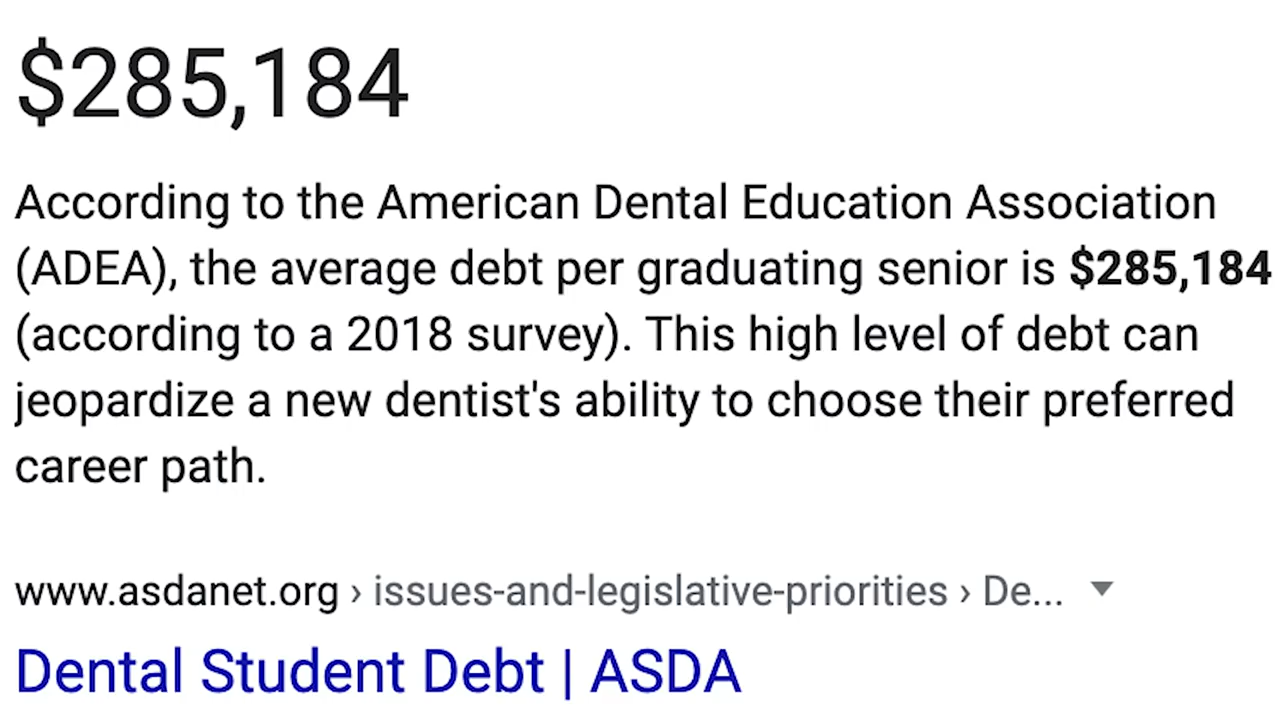 $285,184
According to the American Dental Education Association
(ADEA), the average debt per graduating senior is $285,184
(according to a 2018 survey). This high level of debt can
jeopardize a new dentist's ability to choose their preferred
career path.
www.asdanet.org › issues-and-legislative-priorities › De...
Dental Student Debt | ASDA